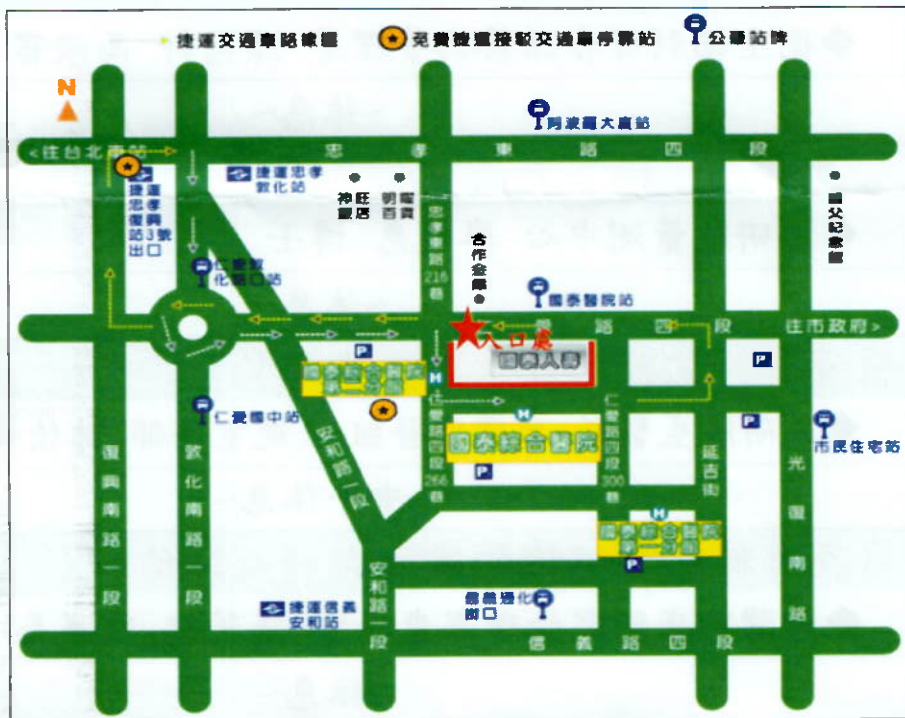 捷運交通車路線圖
免費捷運接駁交通車停靠站
公車站牌
N
阿波羅大廈站
<往台北車站
忠孝東路四段
捷運忠孝復興站3號出口
捷運忠孝
敦化站
神旺
飯店
明曜
百貨
忠孝東路216巷
合作金庫
國父紀念館
仁愛敦
化路口站
國泰醫院站
愛路四段
往市政府>
入口處
國泰人壽
P
國泰綜合醫院
第二分館
H
P
仁愛國中站
安和路一段
仁愛路四段266巷
H
國泰綜合醫院
P
仁愛路四段300巷
延吉街
P
市民住宅站
復興南路一段
敦化南路一段
光復南路
H
國泰綜合醫院
第一分館
P
安和路一段
捷運信義
安和站
信義通化
街口
信義路四段